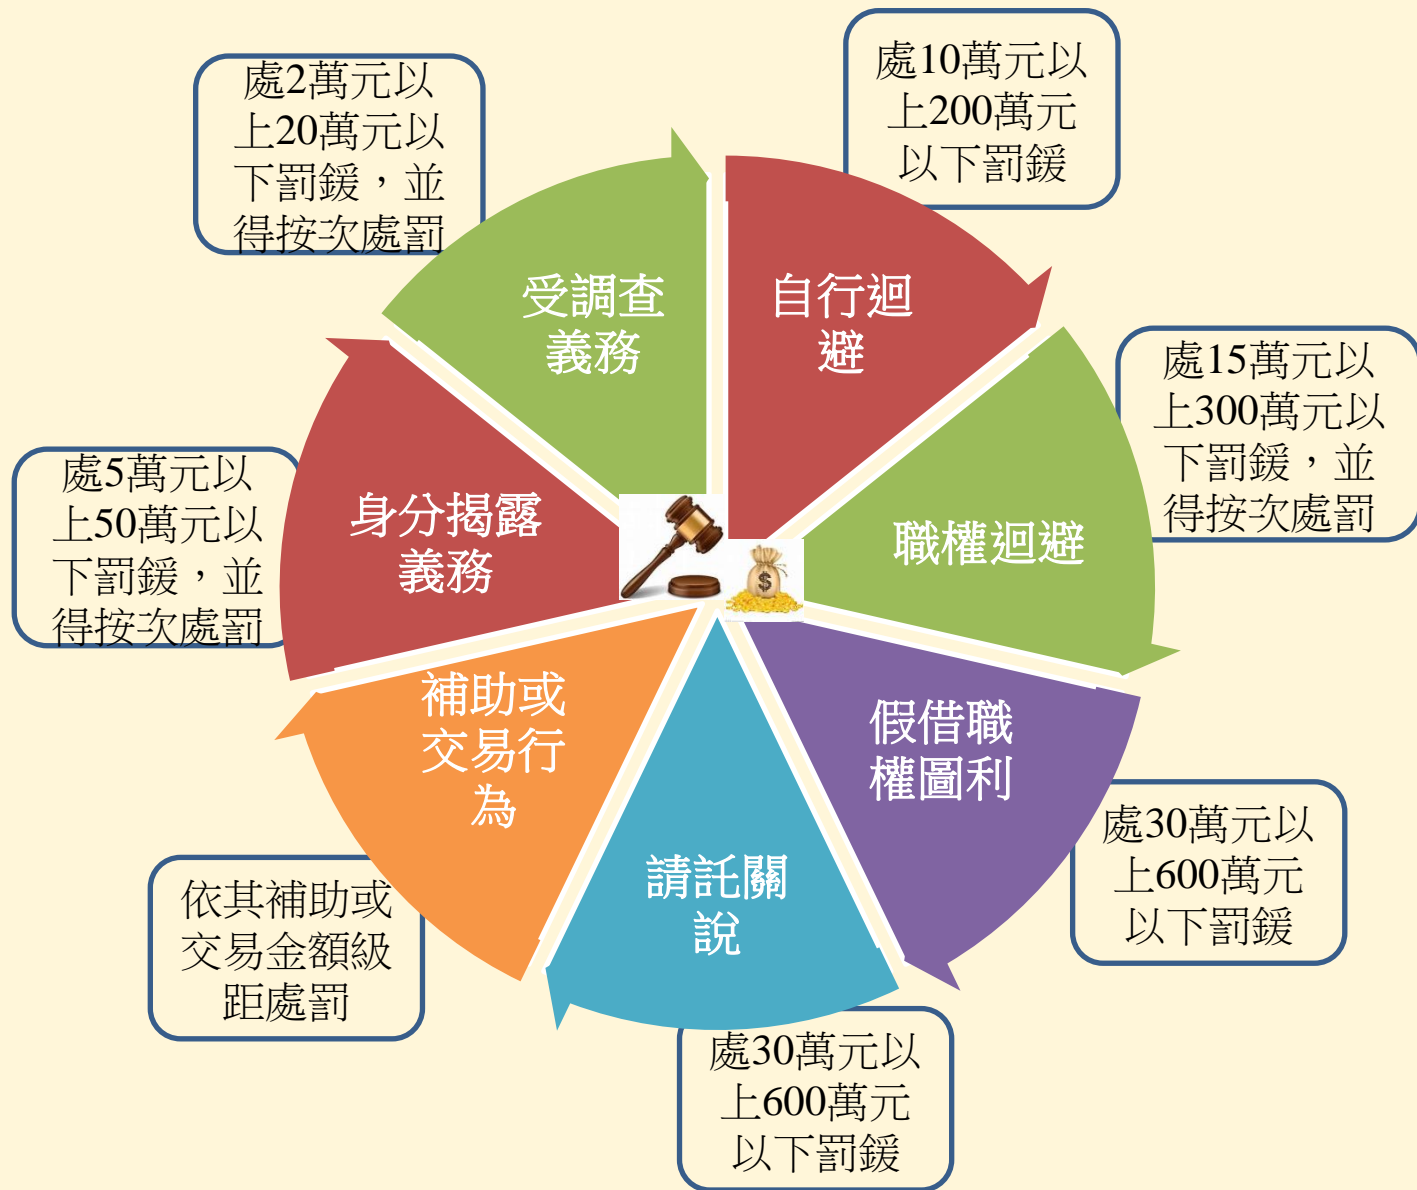 處10萬元以
上200萬元
以下罰鍰
自行迴
避
處15萬元以
上300萬元以
下罰鍰，並
得按次處罰
職權迴避
假借職
權圖利
處30萬元以
上600萬元
以下罰鍰
請託關
說
處30萬元以
上600萬元
以下罰鍰
補助或
交易行
為
依其補助或
交易金額級
距處罰
身分揭露
義務
處5萬元以
上50萬元以
下罰鍰，並
得按次處罰
受調查
義務
處2萬元以
上20萬元以
下罰鍰，並
得按次處罰
$